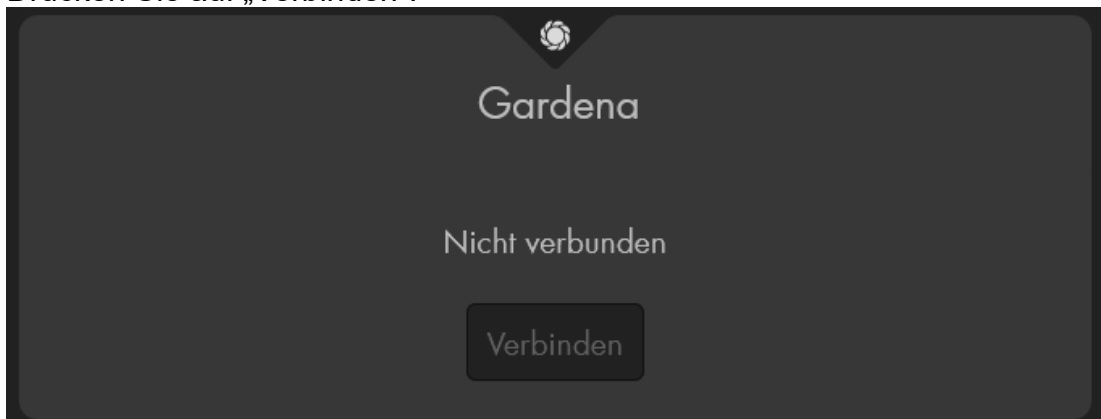 Drücken Sie auf „Verbinden“.
Gardena
Nicht verbunden
Verbinden